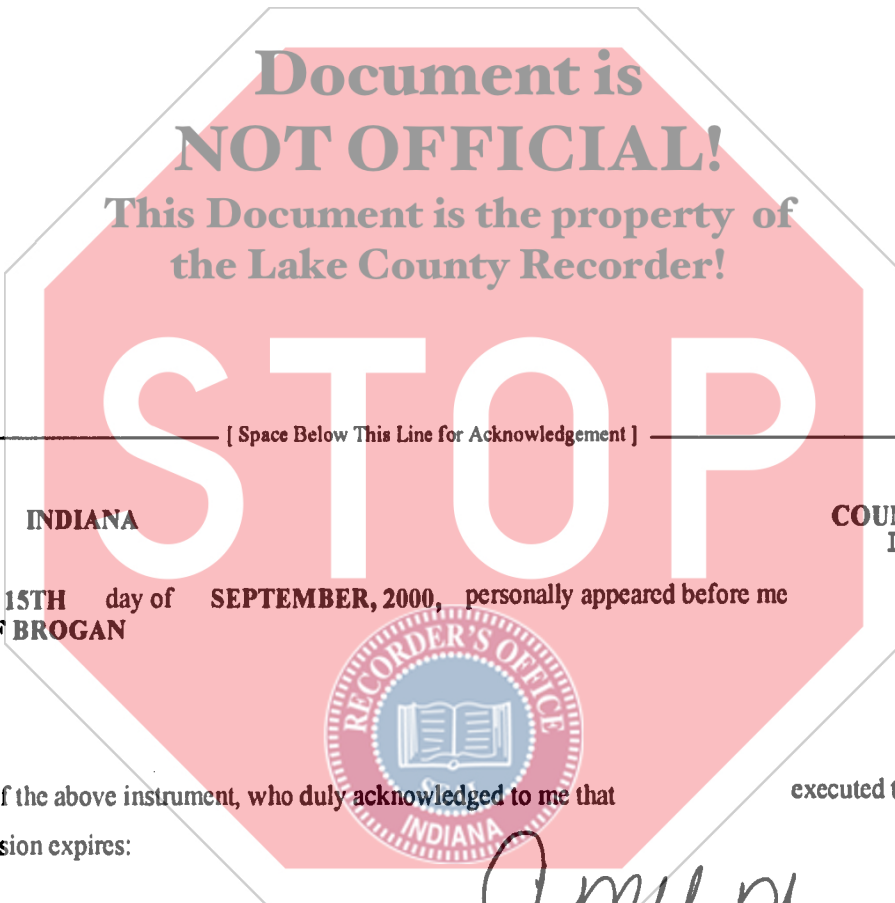 Document is
NOT OFFICIAL!
This Document is the property of
the Lake County Recorder!
STOP
[ Space Below This Line for Acknowledgement ]
INDIANA COU
15TH day of SEPTEMBER, 2000, personally appeared before me
BROGAN
RECORDER'S OFFICE
SEAL
f the above instrument, who duly acknowledged to me that executed t
INDIANA
sion expires: